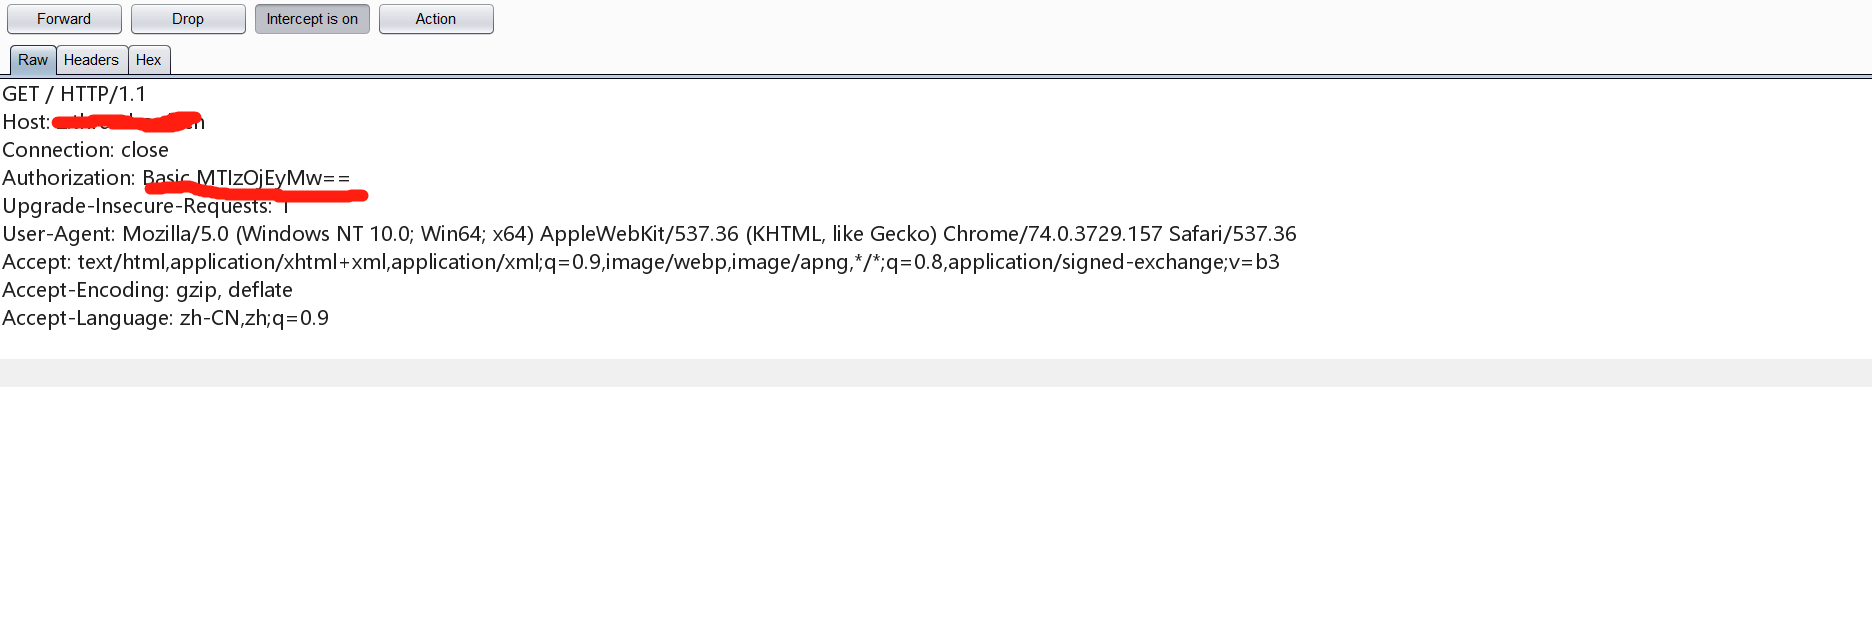 Forward Drop Intercept is on Action
Raw Headers Hex
GET / HTTP/1.1
Host:
Connection: close
Authorization: Basic MTIzOjEyMw==
Upgrade-Insecure-Requests: 1
User-Agent: Mozilla/5.0 (Windows NT 10.0; Win64; x64) AppleWebKit/537.36 (KHTML, like Gecko) Chrome/74.0.3729.157 Safari/537.36
Accept: text/html,application/xhtml+xml,application/xml;q=0.9,image/webp,image/apng,*/*;q=0.8,application/signed-exchange;v=b3
Accept-Encoding: gzip, deflate
Accept-Language: zh-CN,zh;q=0.9